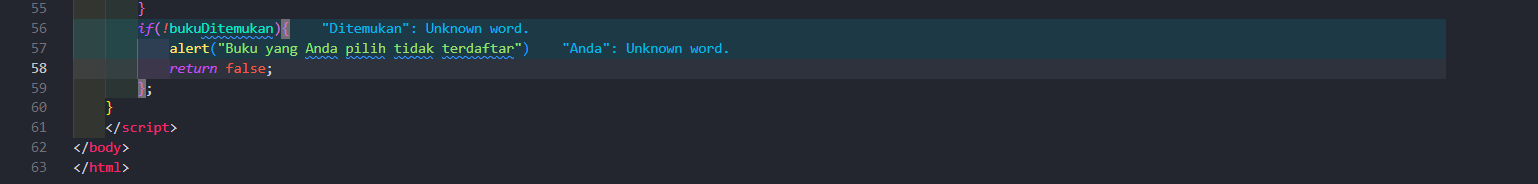 55 }
56 if(!bukuDitemukan){ "Ditemukan": Unknown word.
57 alert("Buku yang Anda pilih tidak terdaftar") "Anda": Unknown word.
58 return false;
59 };
60 }
61 </script>
62 </body>
63 </html>